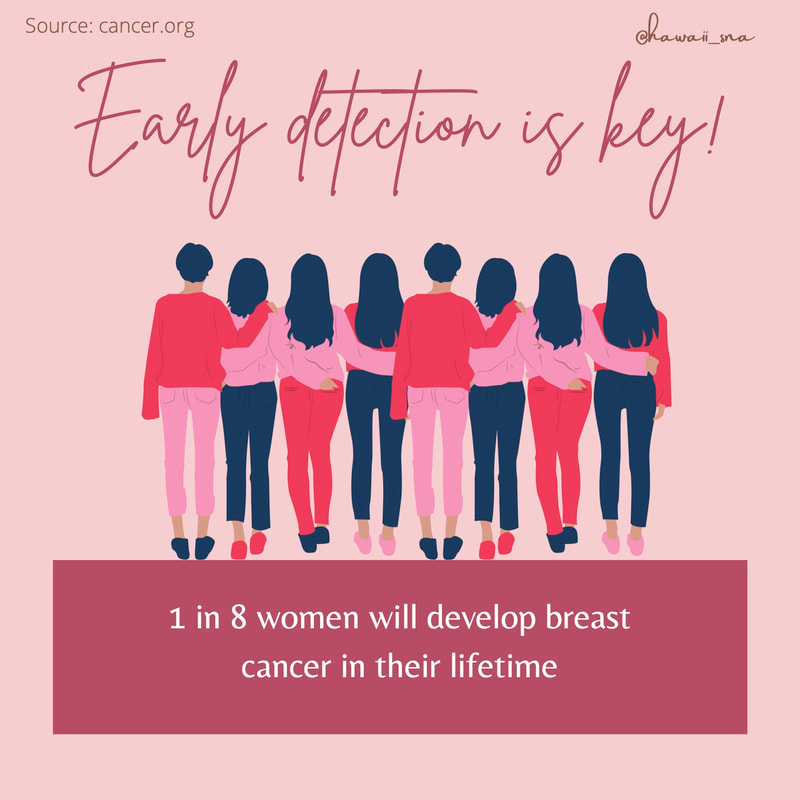 Source: cancer.org
@hawaii_sna
Early detection is key!
1 in 8 women will develop breast
cancer in their lifetime